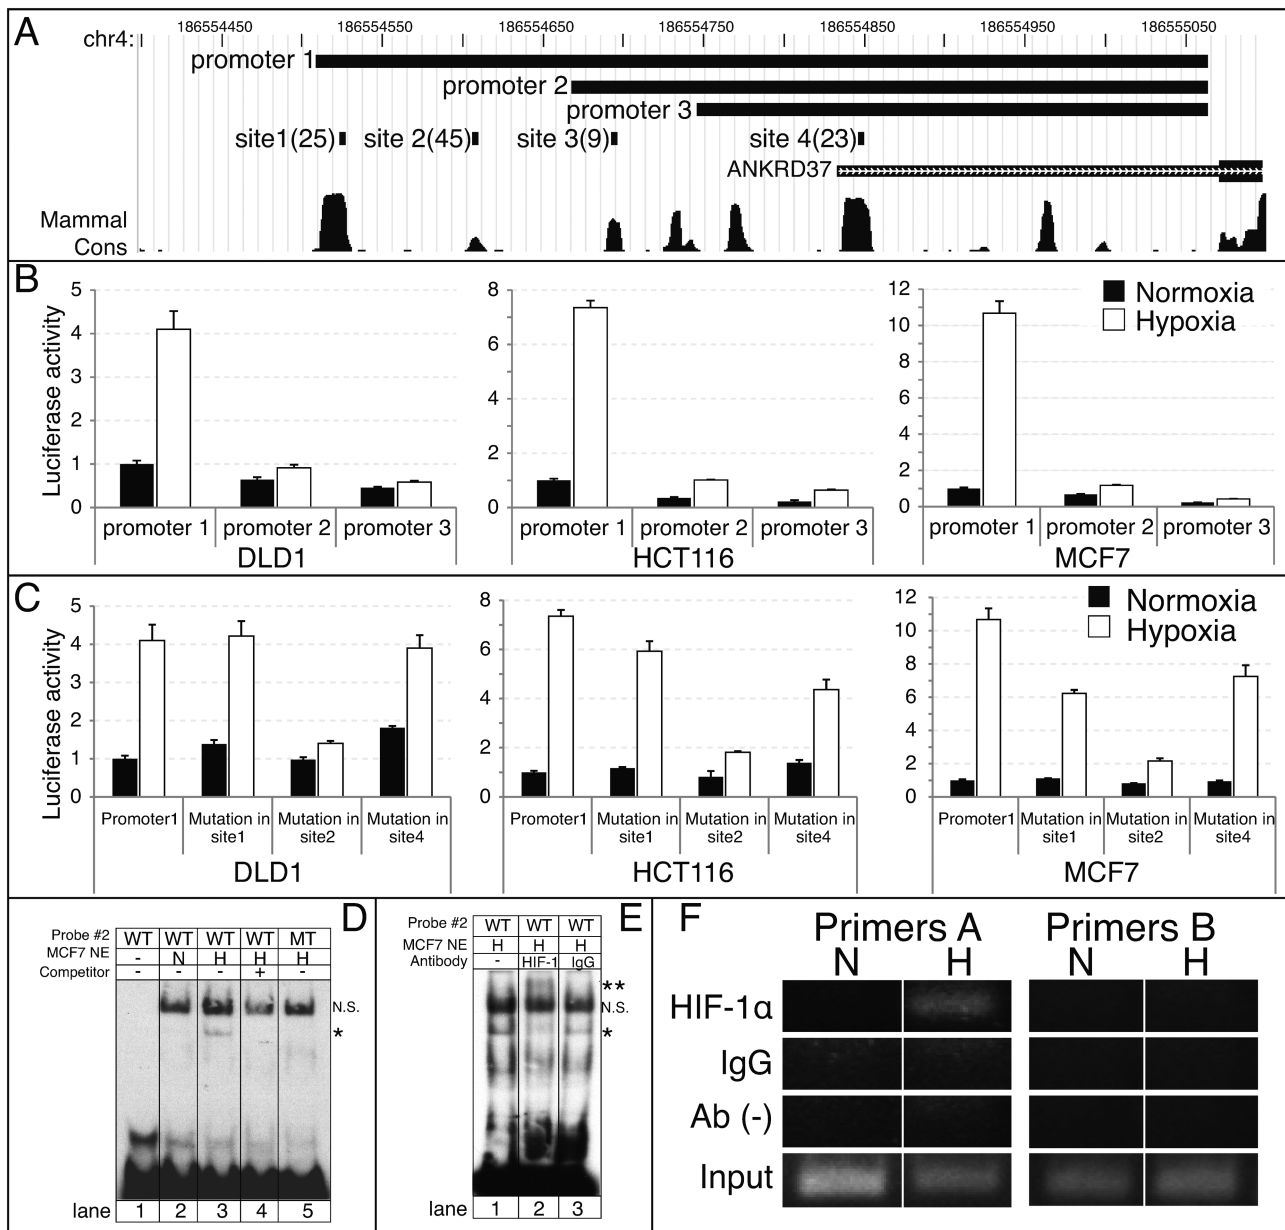 A
186554450 186554550 186554650 186554750 186554850 186554950 186555050
chr4:
promoter 1
promoter 2
promoter 3
site1(25) site 2(45) site 3(9) site 4(23)
ANKRD37
Mammal
Cons
B
Luciferase activity
5
4
3
2
1
0
promoter 1 promoter 2 promoter 3
DLD1
8
6
4
2
0
promoter 1 promoter 2 promoter 3
HCT116
12
10
8
6
4
2
0
Normoxia
Hypoxia
promoter 1 promoter 2 promoter 3
MCF7
C
Luciferase activity
5
4
3
2
1
0
Promoter1 Mutation in Mutation in Mutation in
site1 site2 site4
DLD1
8
6
4
2
0
Promoter1 Mutation in Mutation in Mutation in
site1 site2 site4
HCT116
12
10
8
6
4
2
0
Normoxia
Hypoxia
Promoter1 Mutation in Mutation in Mutation in
site1 site2 site4
MCF7
D
Probe #2 WT WT WT WT MT
MCF7 NE - N H H H
Competitor - - - + -
N.S.
*
lane 1 2 3 4 5
E
Probe #2 WT WT WT
MCF7 NE H H H
Antibody - HIF-1 IgG
**
N.S.
*
lane 1 2 3
F
Primers A Primers B
N H N H
HIF-1α
IgG
Ab (-)
Input